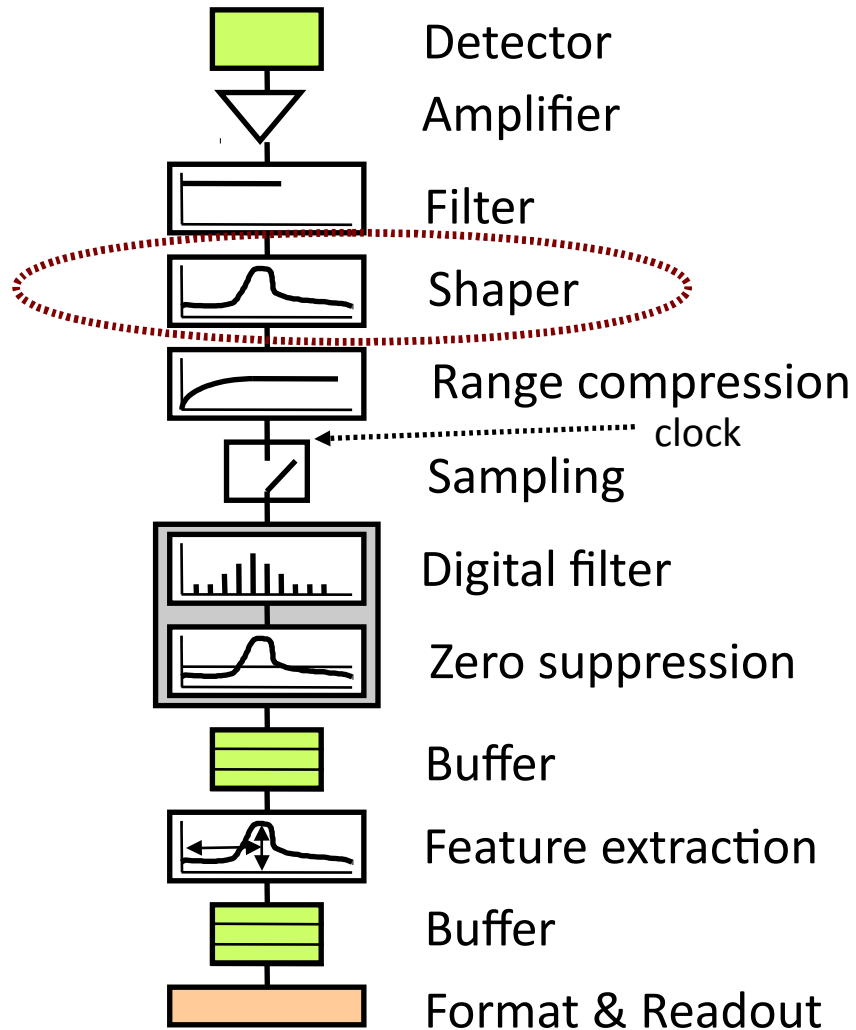 Detector
Amplifier
Filter
Shaper
Range compression
clock
Sampling
Digital filter
Zero suppression
Buffer
Feature extraction
Buffer
Format & Readout